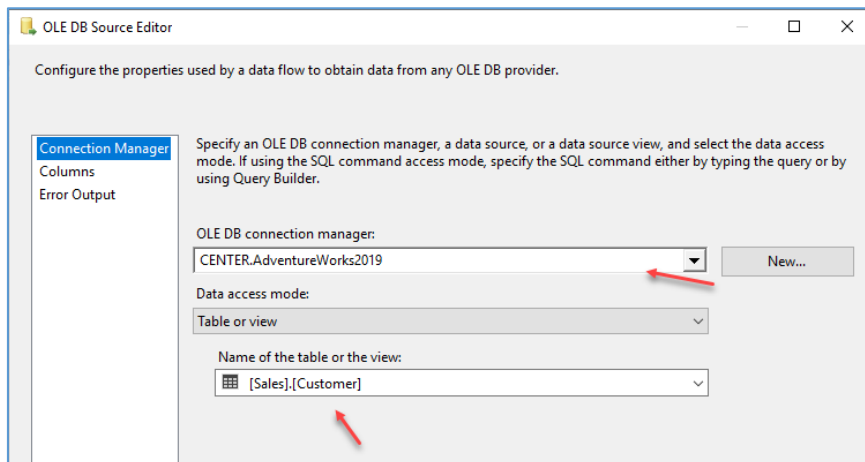 OLE DB Source Editor
Configure the properties used by a data flow to obtain data from any OLE DB provider.
Connection Manager
Columns
Error Output
Specify an OLE DB connection manager, a data source, or a data source view, and select the data access
mode. If using the SQL command access mode, specify the SQL command either by typing the query or by
using Query Builder.
OLE DB connection manager:
CENTER.AdventureWorks2019
New...
Data access mode:
Table or view
Name of the table or the view:
[Sales].[Customer]